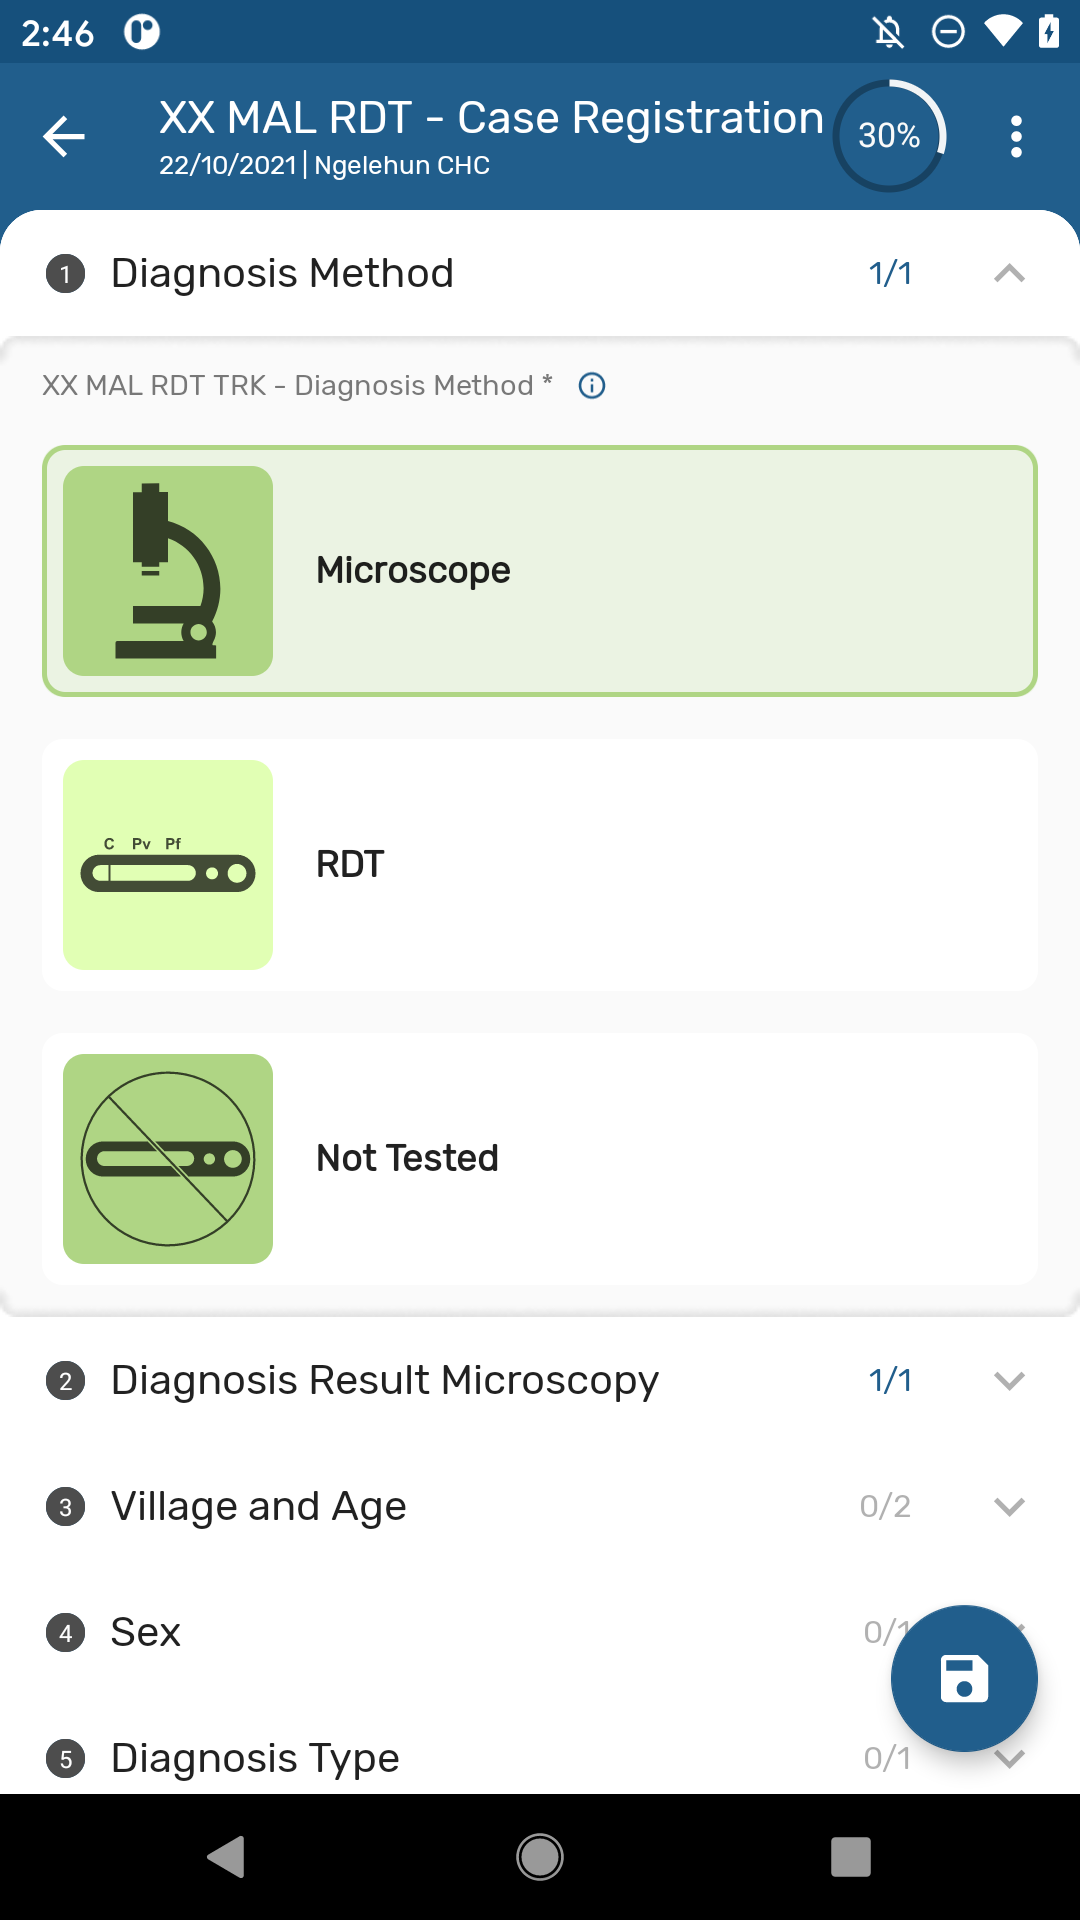 2:46
XX MAL RDT - Case Registration
30%
22/10/2021 | Ngelehun CHC
1 Diagnosis Method 1/1
XX MAL RDT TRK - Diagnosis Method *
Microscope
C Pv Pf
RDT
Not Tested
2 Diagnosis Result Microscopy 1/1
3 Village and Age 0/2
4 Sex 0/1
5 Diagnosis Type 0/1